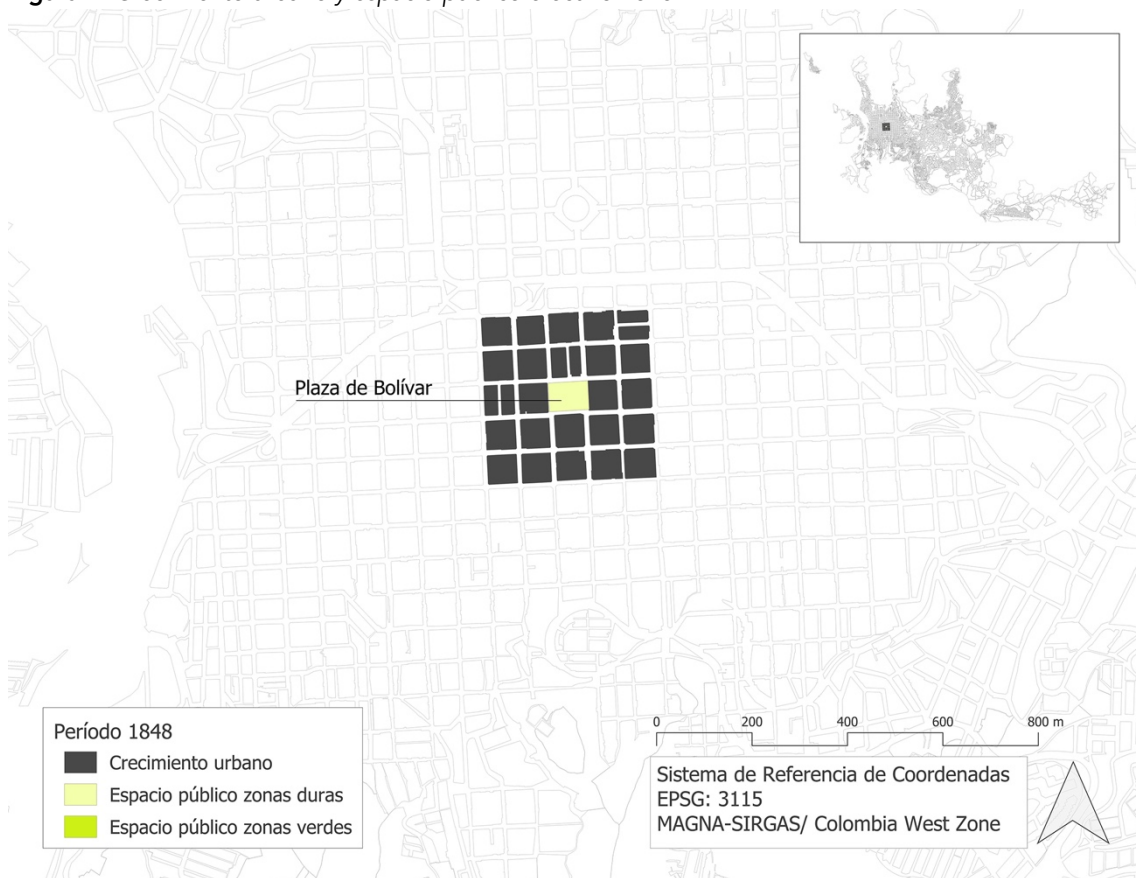 Plaza de Bolívar
Período 1848
Crecimiento urbano
Espacio público zonas duras
Espacio público zonas verdes
0 200 400 600 800 m
Sistema de Referencia de Coordenadas
EPSG: 3115
MAGNA-SIRGAS/ Colombia West Zone